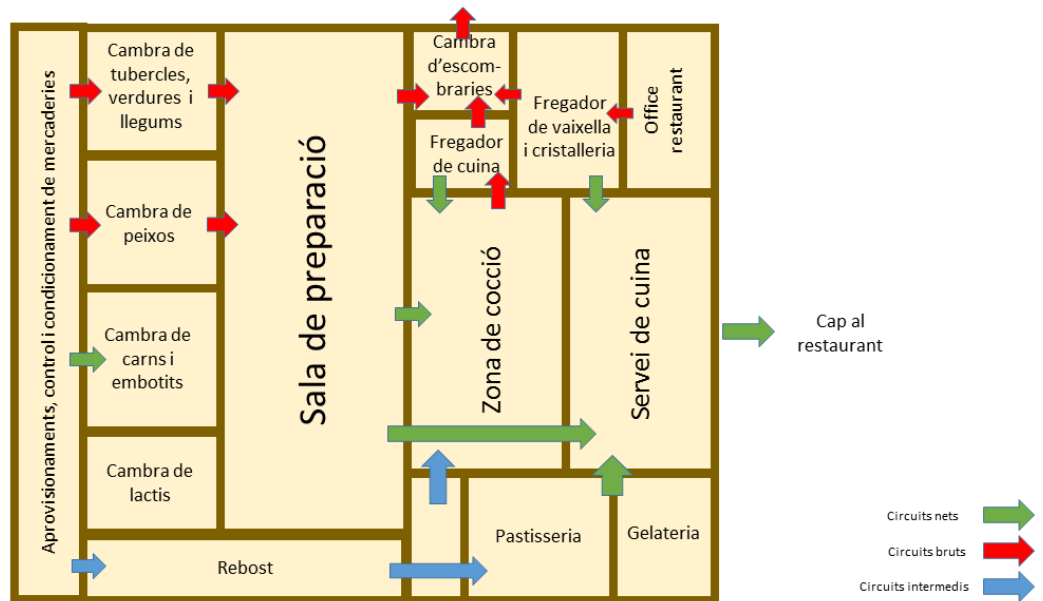 Aprovisionaments, control i condicionament de mercaderies
Cambra de
tubercles,
verdures i
llegums
Cambra de
peixos
Cambra de
carns i
embotits
Cambra de
lactis
Rebost
Sala de preparació
Cambra
d'escom-
braries
Fregador
de cuina
Fregador
de vaixella
i cristalleria
Office
restaurant
Zona de cocció
Servei de cuina
Pastisseria
Gelateria
Cap al
restaurant
Circuits nets
Circuits bruts
Circuits intermedis